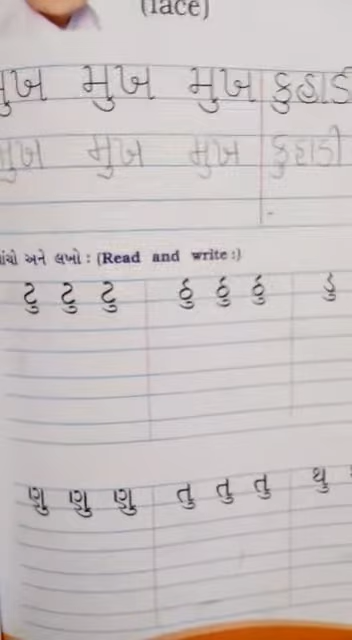 (face)
મુખ મુખ મુખ
મુખ મુખ મુખ કુહાડી
અને લખો : (Read and write :)
ટુ ટુ ટુ ઠુ ઠુ ઠુ ડુ
ણુ ણુ ણુ તુ તુ તુ થુ